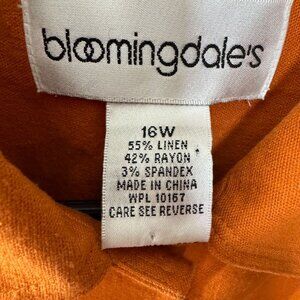 bloomingdale's
16W
55% LINEN
42% RAYON
3% SPANDEX
MADE IN CHINA
WPL 10167
CARE SEE REVERSE